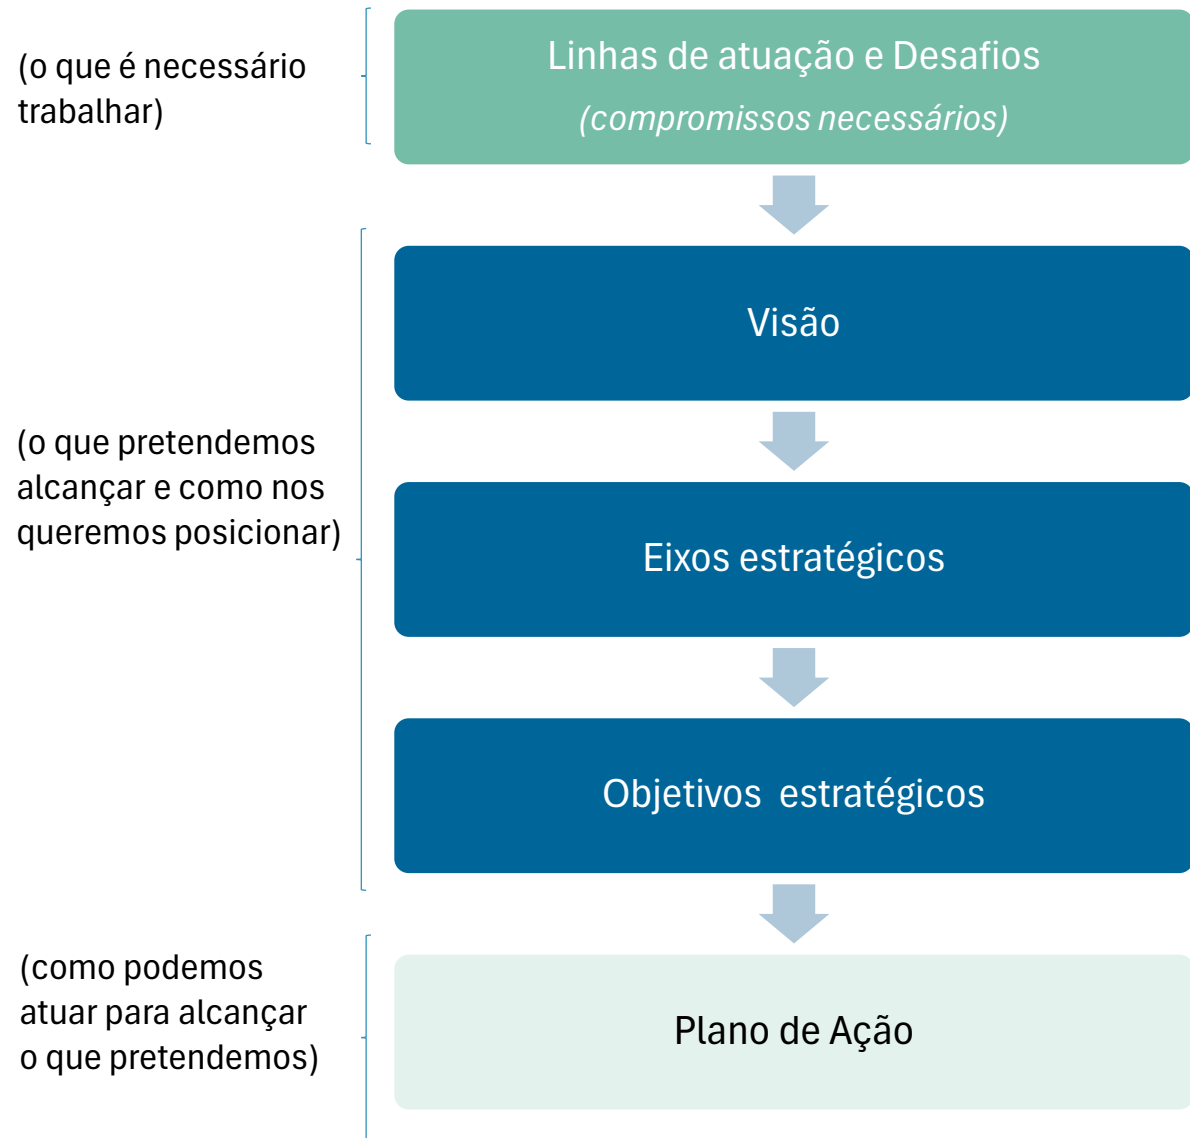 (o que é necessário
trabalhar)
Linhas de atuação e Desafios
(compromissos necessários)
Visão
(o que pretendemos
alcançar e como nos
queremos posicionar)
Eixos estratégicos
Objetivos estratégicos
(como podemos
atuar para alcançar
o que pretendemos)
Plano de Ação